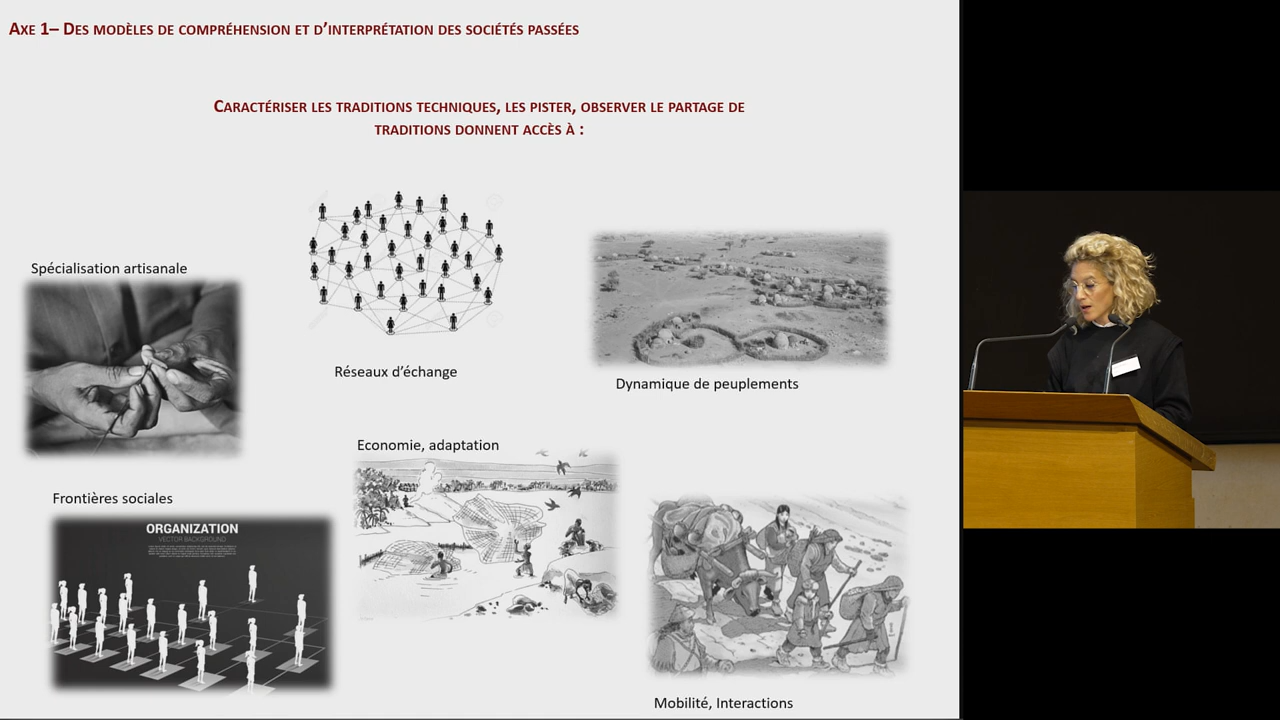 Axe 1– Des modèles de compréhension et d’interprétation des sociétés passées
Caractériser les traditions techniques, les pister, observer le partage de
traditions donnent accès à :
Spécialisation artisanale
Réseaux d’échange
Dynamique de peuplements
Economie, adaptation
Frontières sociales
ORGANIZATION
VECTOR BACKGROUND
Mobilité, Interactions